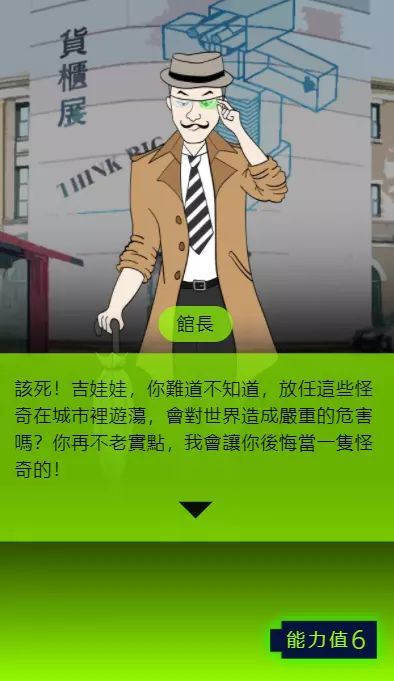 貨櫃展
THINK BIG
館長
該死！吉娃娃，你難道不知道，放任這些怪
奇在城市裡遊蕩，會對世界造成嚴重的危害
嗎？你再不老實點，我會讓你後悔當一隻怪
奇的！
能力值6